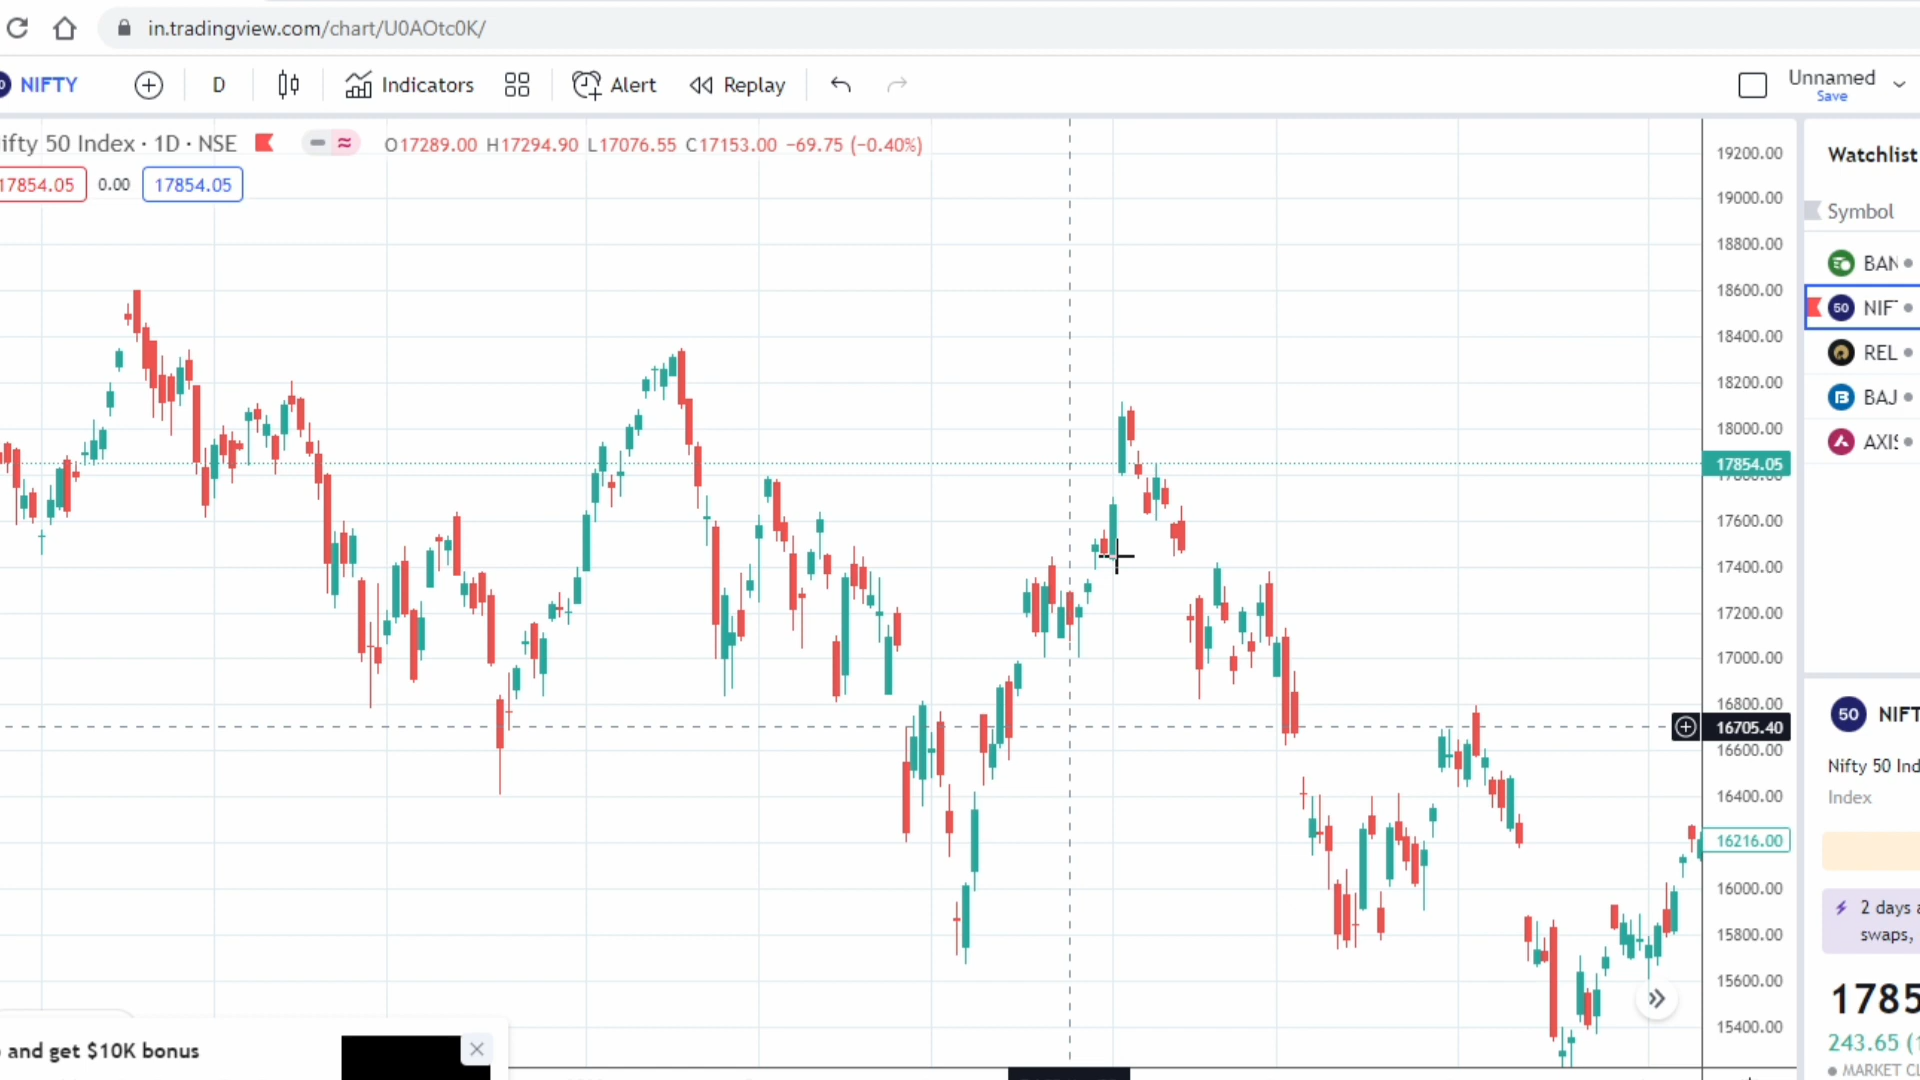 in.tradingview.com/chart/U0AOtc0K/
NIFTY D Indicators Alert Replay Unnamed
Save
ifty 50 Index · 1D · NSE O17289.00 H17294.90 L17076.55 C17153.00 −69.75 (−0.40%)
17854.05 0.00 17854.05
19200.00
19000.00
18800.00
18600.00
18400.00
18200.00
18000.00
17854.05
17600.00
17400.00
17200.00
17000.00
16800.00
16705.40
16600.00
16400.00
16216.00
16000.00
15800.00
15600.00
15400.00
Watchlist
Symbol
BAN
50 NIF
REL
BAJ
AXIS
50 NIFT
Nifty 50 Ind
Index
2 days a
swaps,
1785
243.65 (1
MARKET CL
and get $10K bonus